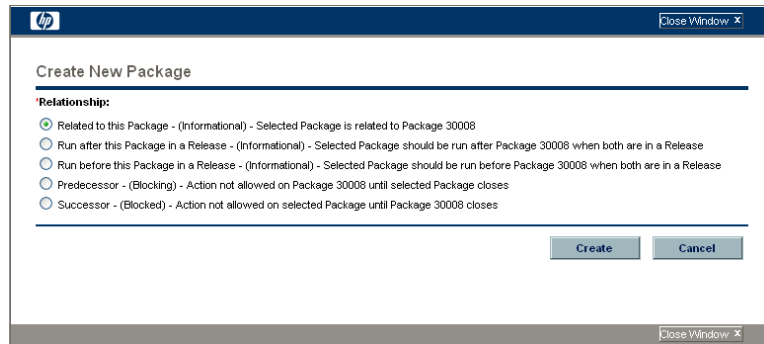 hp
Close Window x
Create New Package
*Relationship:
Related to this Package - (Informational) - Selected Package is related to Package 30008
Run after this Package in a Release - (Informational) - Selected Package should be run after Package 30008 when both are in a Release
Run before this Package in a Release - (Informational) - Selected Package should be run before Package 30008 when both are in a Release
Predecessor - (Blocking) - Action not allowed on Package 30008 until selected Package closes
Successor - (Blocked) - Action not allowed on selected Package until Package 30008 closes
Create Cancel
Close Window x